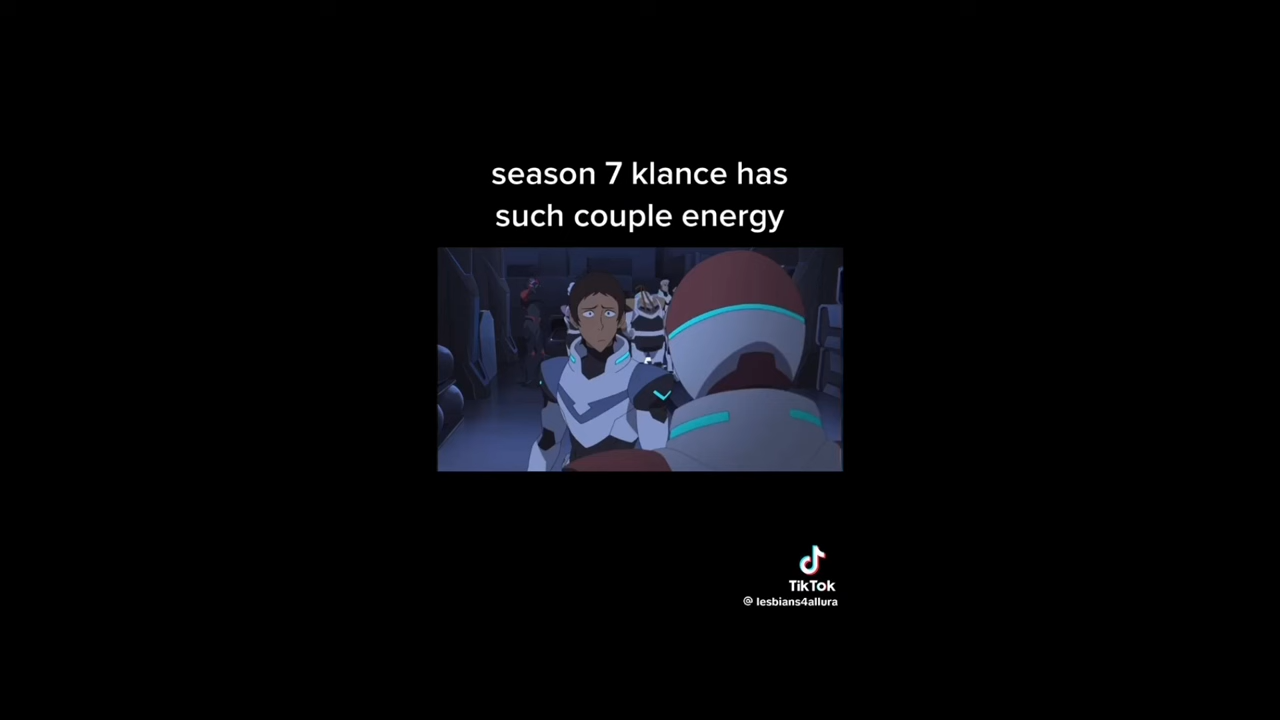 season 7 klance has
such couple energy
TikTok
@ lesbians4allura